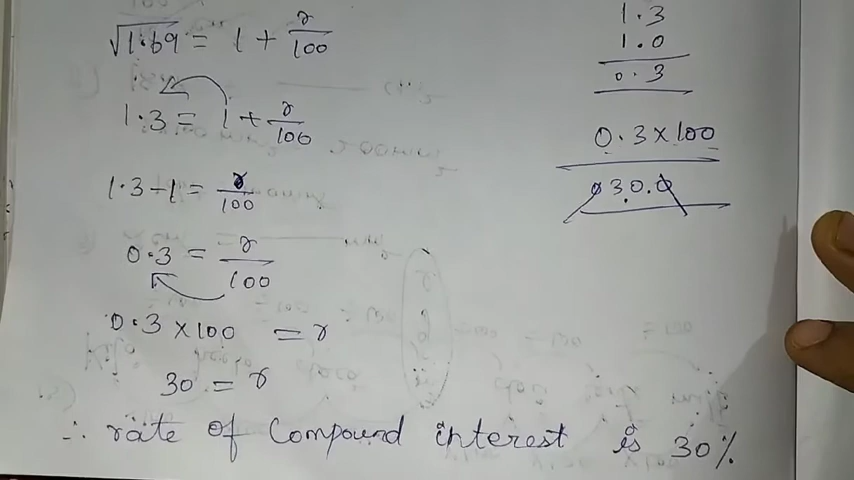 √1.69 = 1 + r/100
1.3 = 1 + r/100
1.3-1 = r/100
0.3 = r/100
0.3 x 100 = r
30 = r
∴ rate of Compound interest is 30%
1.3
1.0
0.3
0.3 x 100
030.0